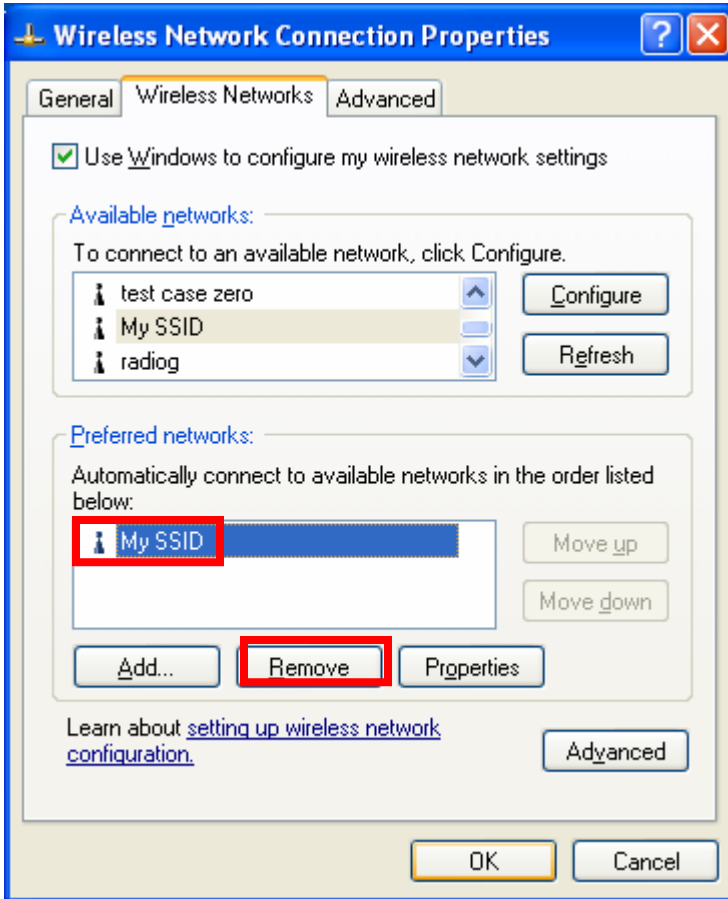 Wireless Network Connection Properties
General Wireless Networks Advanced
Use Windows to configure my wireless network settings
Available networks:
To connect to an available network, click Configure.
test case zero
My SSID
radiog
Configure
Refresh
Preferred networks:
Automatically connect to available networks in the order listed
below:
My SSID
Move up
Move down
Add... Remove Properties
Learn about setting up wireless network
configuration.
Advanced
OK Cancel